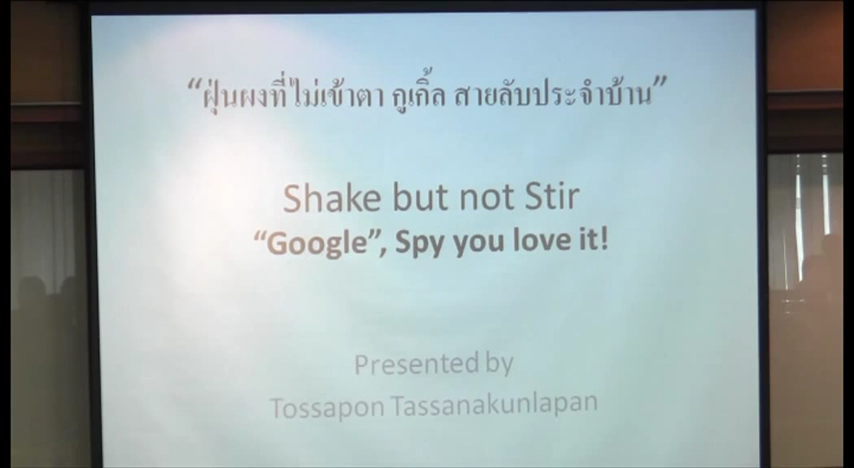 “ฝุ่นผงที่ไม่เข้าตา กูเกิ้ล สายลับประจำบ้าน”
Shake but not Stir
“Google”, Spy you love it!
Presented by
Tossapon Tassanakunlapan